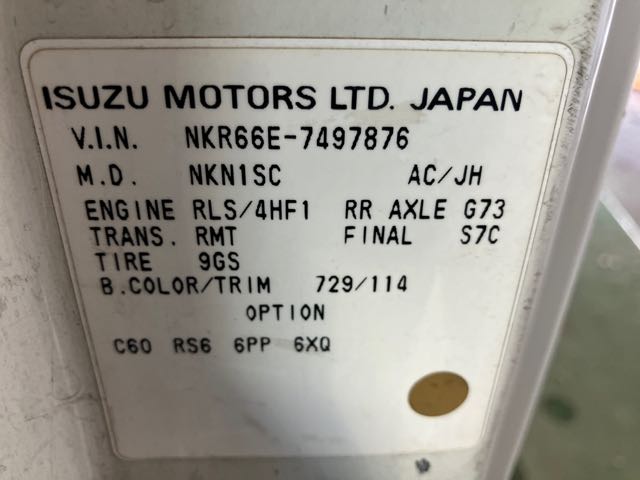 ISUZU MOTORS LTD. JAPAN
V.I.N. NKR66E-7497876
M.D. NKN1SC AC/JH
ENGINE RLS/4HF1 RR AXLE G73
TRANS. RMT FINAL S7C
TIRE 9GS
B.COLOR/TRIM 729/114
OPTION
C60 RS6 6PP 6XQ